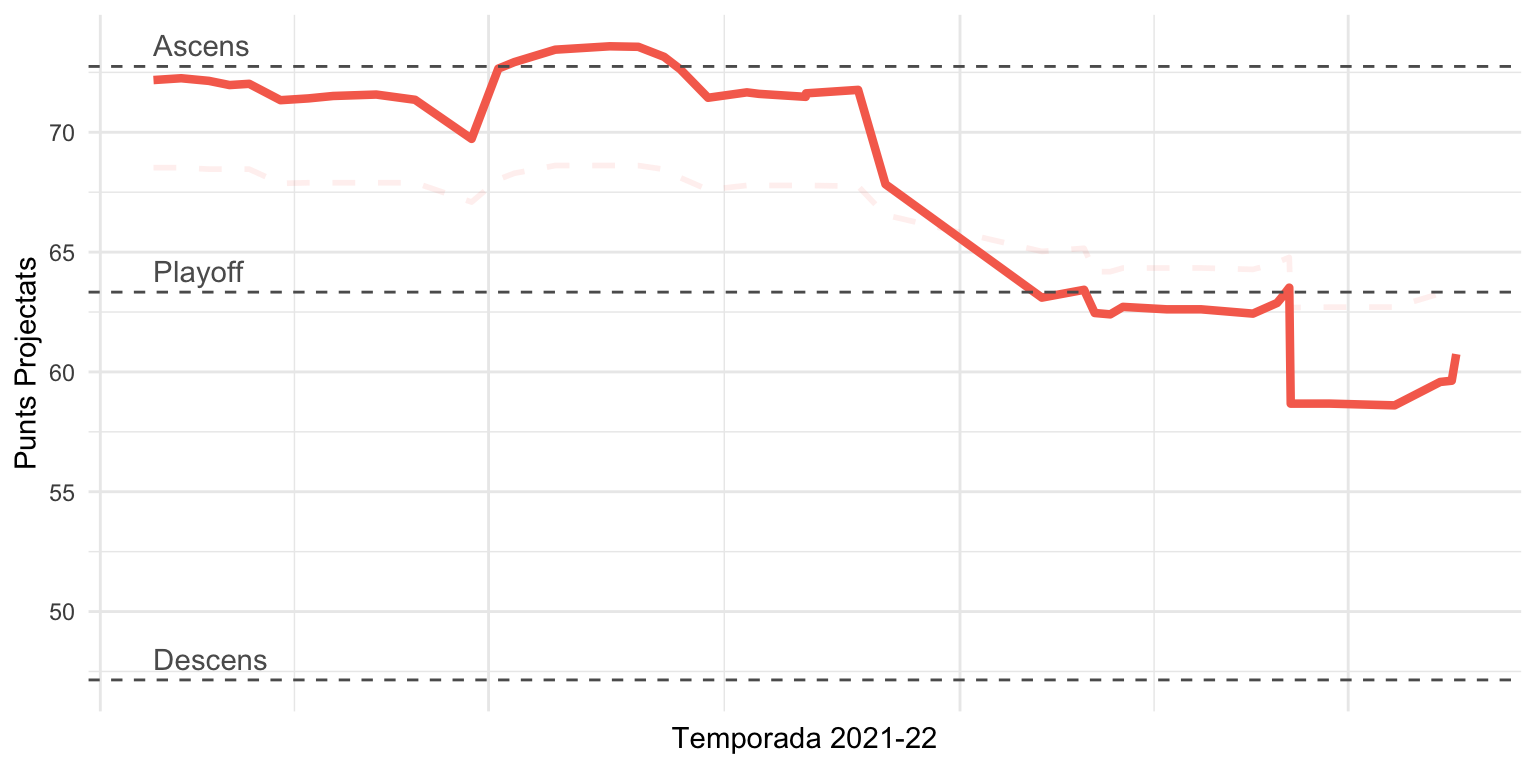 Ascens
70
65
Playoff
60
55
50
Descens
Punts Projectats
Temporada 2021-22